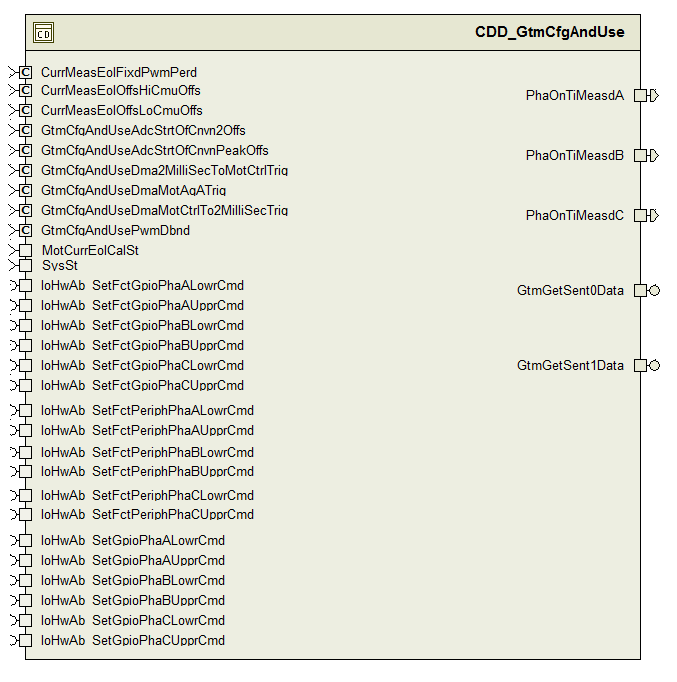 CD
CDD_GtmCfgAndUse
C CurrMeasEolFixdPwmPerd
C CurrMeasEolOffsHiCmuOffs
C CurrMeasEolOffsLoCmuOffs
C GtmCfgAndUseAdcStrtOfCnvn2Offs
C GtmCfgAndUseAdcStrtOfCnvnPeakOffs
C GtmCfgAndUseDma2MilliSecToMotCtrlTrig
C GtmCfgAndUseDmaMotAgATrig
C GtmCfgAndUseDmaMotCtrlTo2MilliSecTrig
C GtmCfgAndUsePwmDbnd
MotCurrEolCalSt
SysSt
IoHwAb_SetFctGpioPhaALowrCmd
IoHwAb_SetFctGpioPhaAUpprCmd
IoHwAb_SetFctGpioPhaBLowrCmd
IoHwAb_SetFctGpioPhaBUpprCmd
IoHwAb_SetFctGpioPhaCLowrCmd
IoHwAb_SetFctGpioPhaCUpprCmd
IoHwAb_SetFctPeriphPhaALowrCmd
IoHwAb_SetFctPeriphPhaAUpprCmd
IoHwAb_SetFctPeriphPhaBLowrCmd
IoHwAb_SetFctPeriphPhaBUpprCmd
IoHwAb_SetFctPeriphPhaCLowrCmd
IoHwAb_SetFctPeriphPhaCUpprCmd
IoHwAb_SetGpioPhaALowrCmd
IoHwAb_SetGpioPhaAUpprCmd
IoHwAb_SetGpioPhaBLowrCmd
IoHwAb_SetGpioPhaBUpprCmd
IoHwAb_SetGpioPhaCLowrCmd
IoHwAb_SetGpioPhaCUpprCmd
PhaOnTiMeasdA
PhaOnTiMeasdB
PhaOnTiMeasdC
GtmGetSent0Data
GtmGetSent1Data